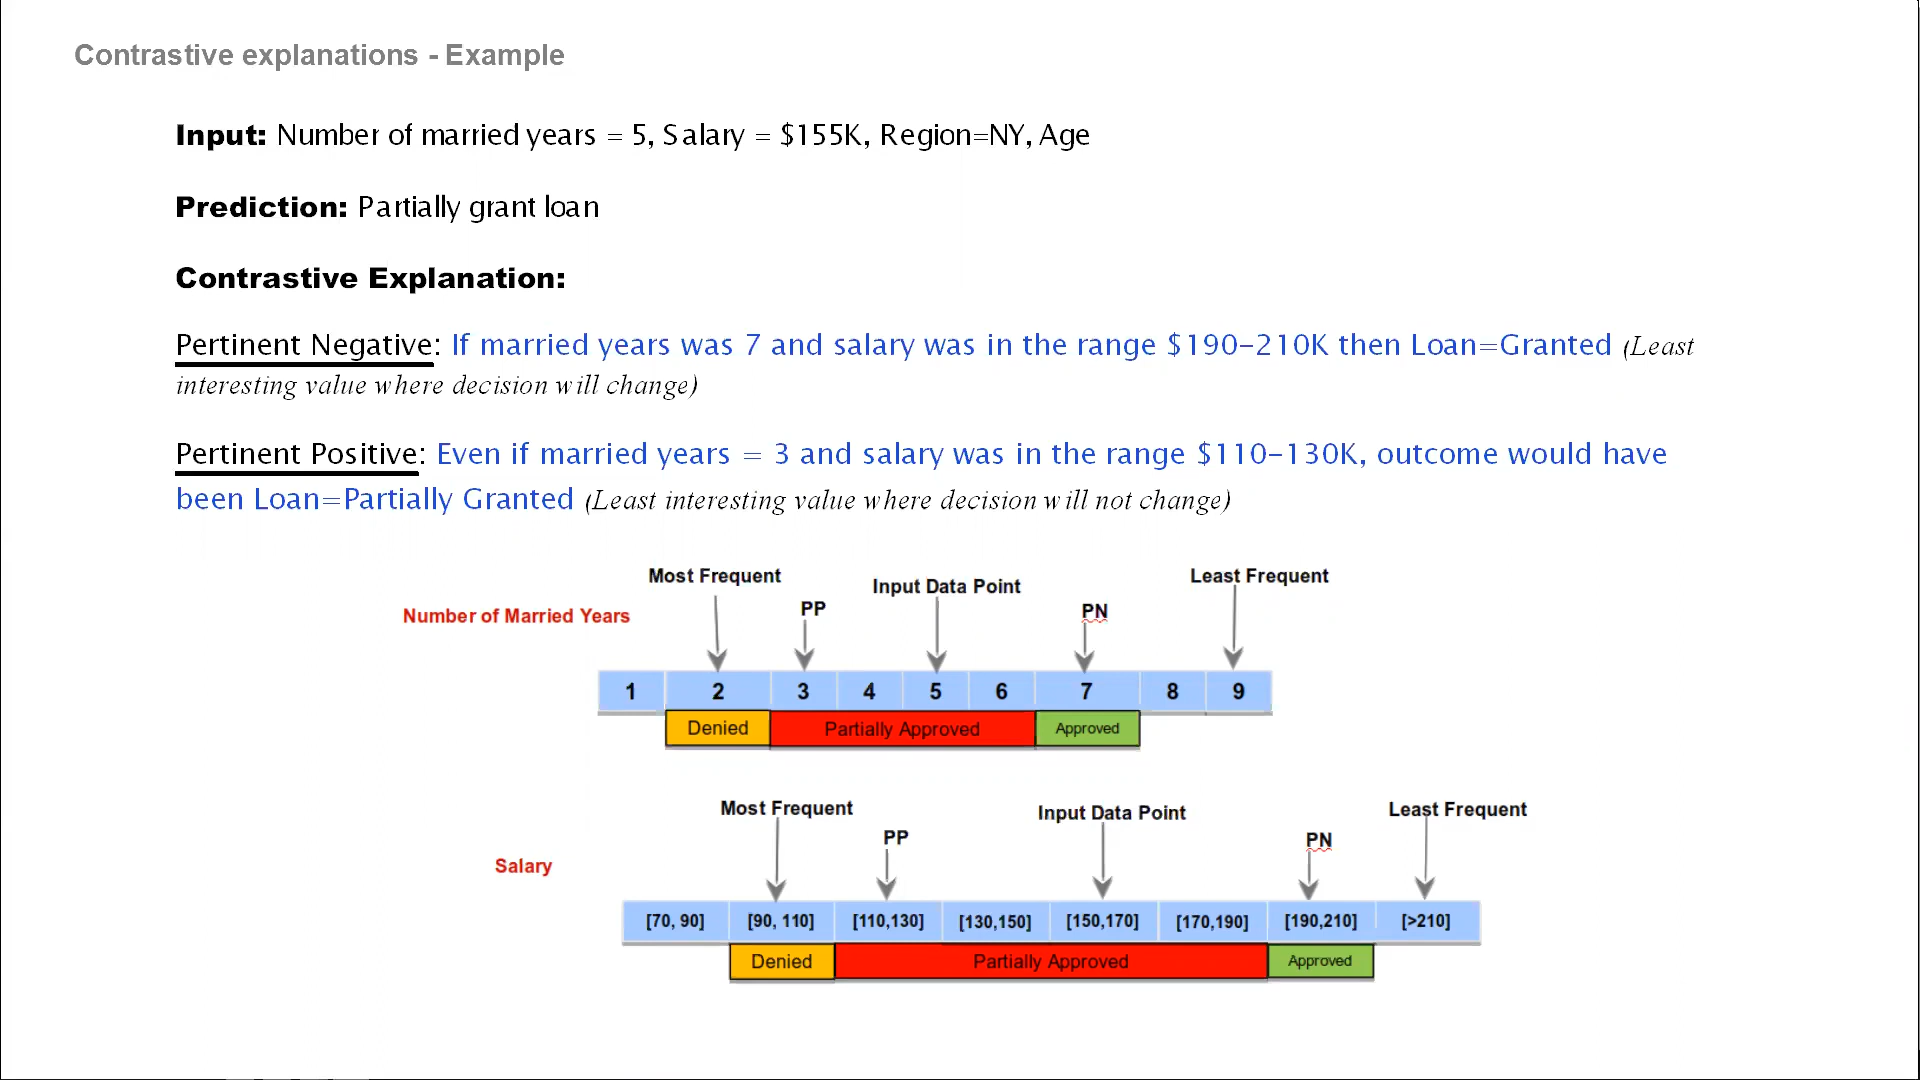 Contrastive explanations - Example
Input: Number of married years = 5, Salary = $155K, Region=NY, Age
Prediction: Partially grant loan
Contrastive Explanation:
Pertinent Negative: If married years was 7 and salary was in the range $190-210K then Loan=Granted (Least
interesting value where decision will change)
Pertinent Positive: Even if married years = 3 and salary was in the range $110-130K, outcome would have
been Loan=Partially Granted (Least interesting value where decision will not change)
Most Frequent Input Data Point Least Frequent
Number of Married Years PP PN
1 2 3 4 5 6 7 8 9
Denied Partially Approved Approved
Most Frequent Input Data Point Least Frequent
PP PN
Salary
[70, 90] [90, 110] [110,130] [130,150] [150,170] [170,190] [190,210] [>210]
Denied Partially Approved Approved